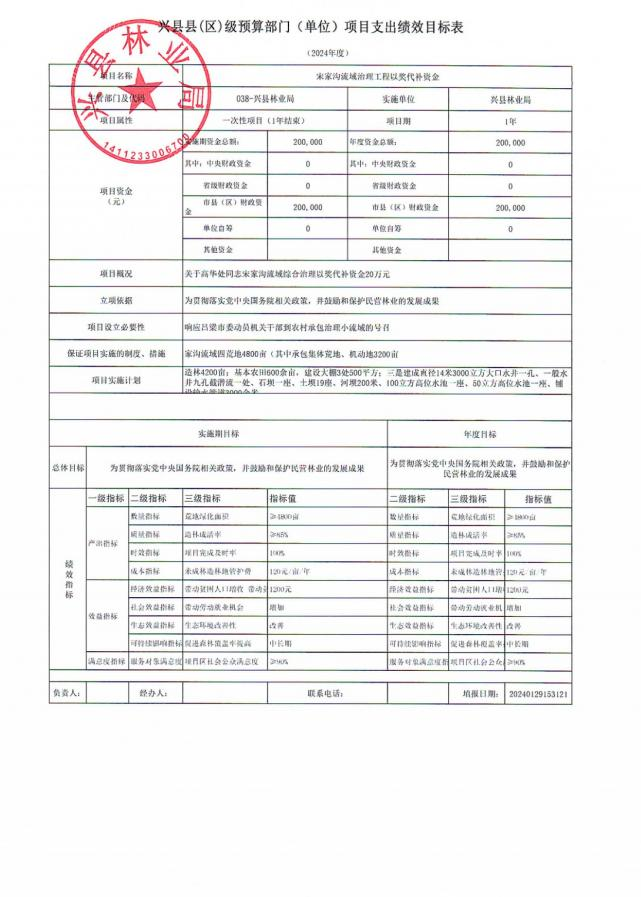 兴县县(区)级预算部门（单位）项目支出绩效目标表
（2024年度）
兴县林业局
1411233006700
项目名称 宋家沟流域治理工程以奖代补资金
主管部门及代码 038-兴县林业局 实施单位 兴县林业局
项目属性 一次性项目（1年结束） 项目期 1年
项目资金（元）
实施期资金总额： 200,000 年度资金总额： 200,000
其中：中央财政资金 0 其中：中央财政资金 0
省级财政资金 0 省级财政资金 0
市县（区）财政资金 200,000 市县（区）财政资金 200,000
单位自筹 0 单位自筹 0
其他资金 其他资金
项目概况 关于高华处同志宋家沟流域综合治理以奖代补资金20万元
立项依据 为贯彻落实党中央国务院相关政策，并鼓励和保护民营林业的发展成果
项目设立必要性 响应吕梁市委动员机关干部到农村承包治理小流域的号召
保证项目实施的制度、措施 家沟流域四荒地4800亩（其中承包集体荒地、机动地3200亩
项目实施计划
造林4200亩；基本农田600余亩，建设大棚3处500平方；三是建成直径14米3000立方大口水井一孔、一般水
井九孔截潜流一处、石坝一座、土坝19座、河坝200米、100立方高位水池一座、50立方高位水池一座、铺
实施期目标 年度目标
总体目标 为贯彻落实党中央国务院相关政策，并鼓励和保护民营林业的发展成果 为贯彻落实党中央国务院相关政策，并鼓励和保护
民营林业的发展成果
绩效指标
一级指标 二级指标 三级指标 指标值 二级指标 三级指标 指标值
产出指标
数量指标 荒地绿化面积 ≥4800亩 数量指标 荒地绿化面积 ≥4800亩
质量指标 造林成活率 ≥85% 质量指标 造林成活率 ≥85%
时效指标 项目完成及时率 100% 时效指标 项目完成及时率 100%
成本指标 未成林造林地管护费 120元/亩/年 成本指标 未成林造林地管 120元/亩/年
效益指标
经济效益指标 带动贫困人口增收 带动 1200元 经济效益指标 带动贫困人口增 1200元
社会效益指标 带动劳动就业机会 增加 社会效益指标 带动劳动就业机 增加
生态效益指标 生态环境改善性 改善 生态效益指标 生态环境改善性 改善
可持续影响指标 促进森林覆盖率提高 中长期 可持续影响指标 促进森林覆盖率 中长期
满意度指标 服务对象满意度 项目区社会公众满意度 ≥90% 服务对象满意度指 项目区社会公众 ≥90%
负责人： 经办人： 联系电话： 填报日期： 20240129153121